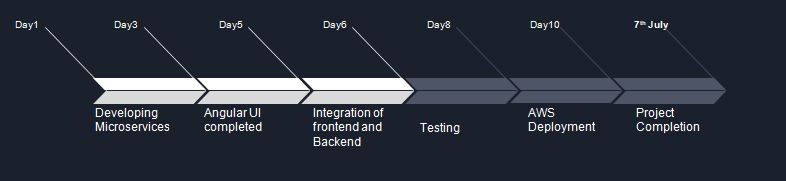 Day1
Day3
Day5
Day6
Day8
Day10
7th July
Developing
Microservices
Angular UI
completed
Integration of
frontend and
Backend
Testing
AWS
Deployment
Project
Completion